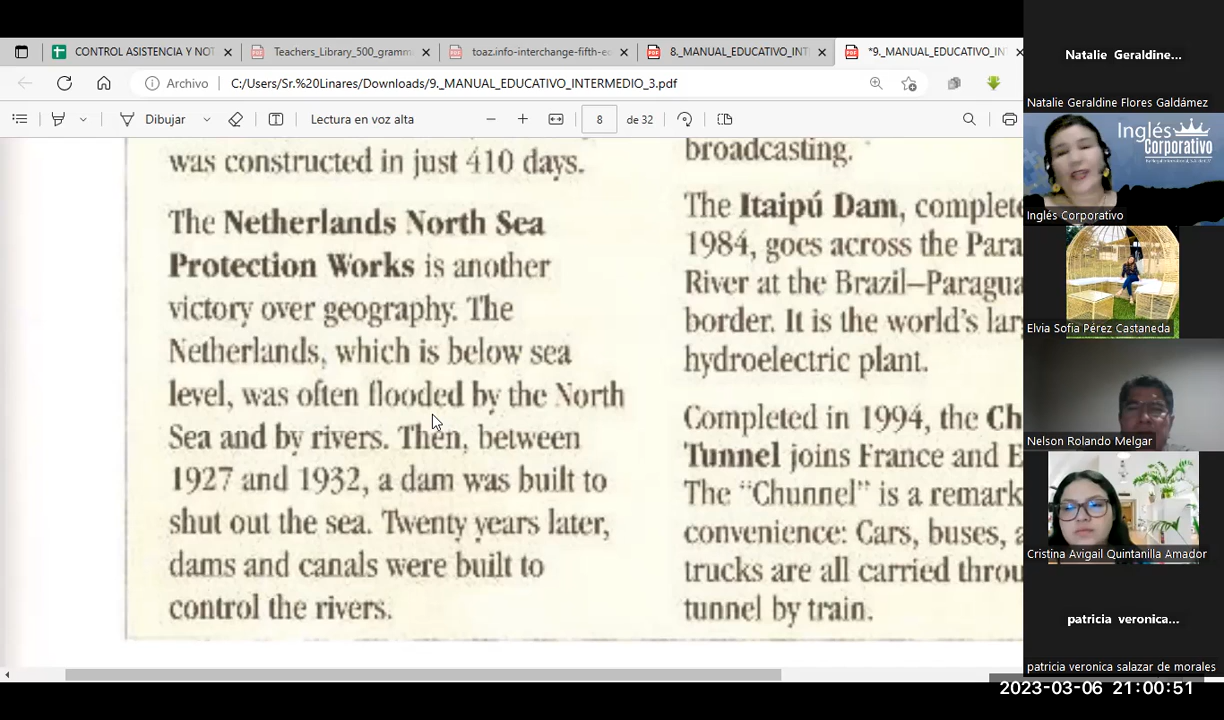 CONTROL ASISTENCIA Y NOT
Teachers_Library_500_gramm
toaz.info-interchange-fifth-ec
8._MANUAL_EDUCATIVO_INT
*9._MANUAL_EDUCATIVO_IN
Archivo
C:/Users/Sr.%20Linares/Downloads/9._MANUAL_EDUCATIVO_INTERMEDIO_3.pdf
Dibujar
Lectura en voz alta
8 de 32
was constructed in just 410 days.
The Netherlands North Sea
Protection Works is another
victory over geography. The
Netherlands, which is below sea
level, was often flooded by the North
Sea and by rivers. Then, between
1927 and 1932, a dam was built to
shut out the sea. Twenty years later,
dams and canals were built to
control the rivers.
broadcasting.
The Itaipú Dam, complete
1984, goes across the Para
River at the Brazil–Paragua
border. It is the world's lar
hydroelectric plant.
Completed in 1994, the Ch
Tunnel joins France and E
The “Chunnel” is a remark
convenience: Cars, buses, a
trucks are all carried throu
tunnel by train.
Natalie Geraldine...
Natalie Geraldine Flores Galdámez
Inglés
Corporativo
Inglés Corporativo
Elvia Sofia Pérez Castaneda
Nelson Rolando Melgar
Cristina Avigail Quintanilla Amador
patricia veronica...
patricia veronica salazar de morales
2023-03-06 21:00:51